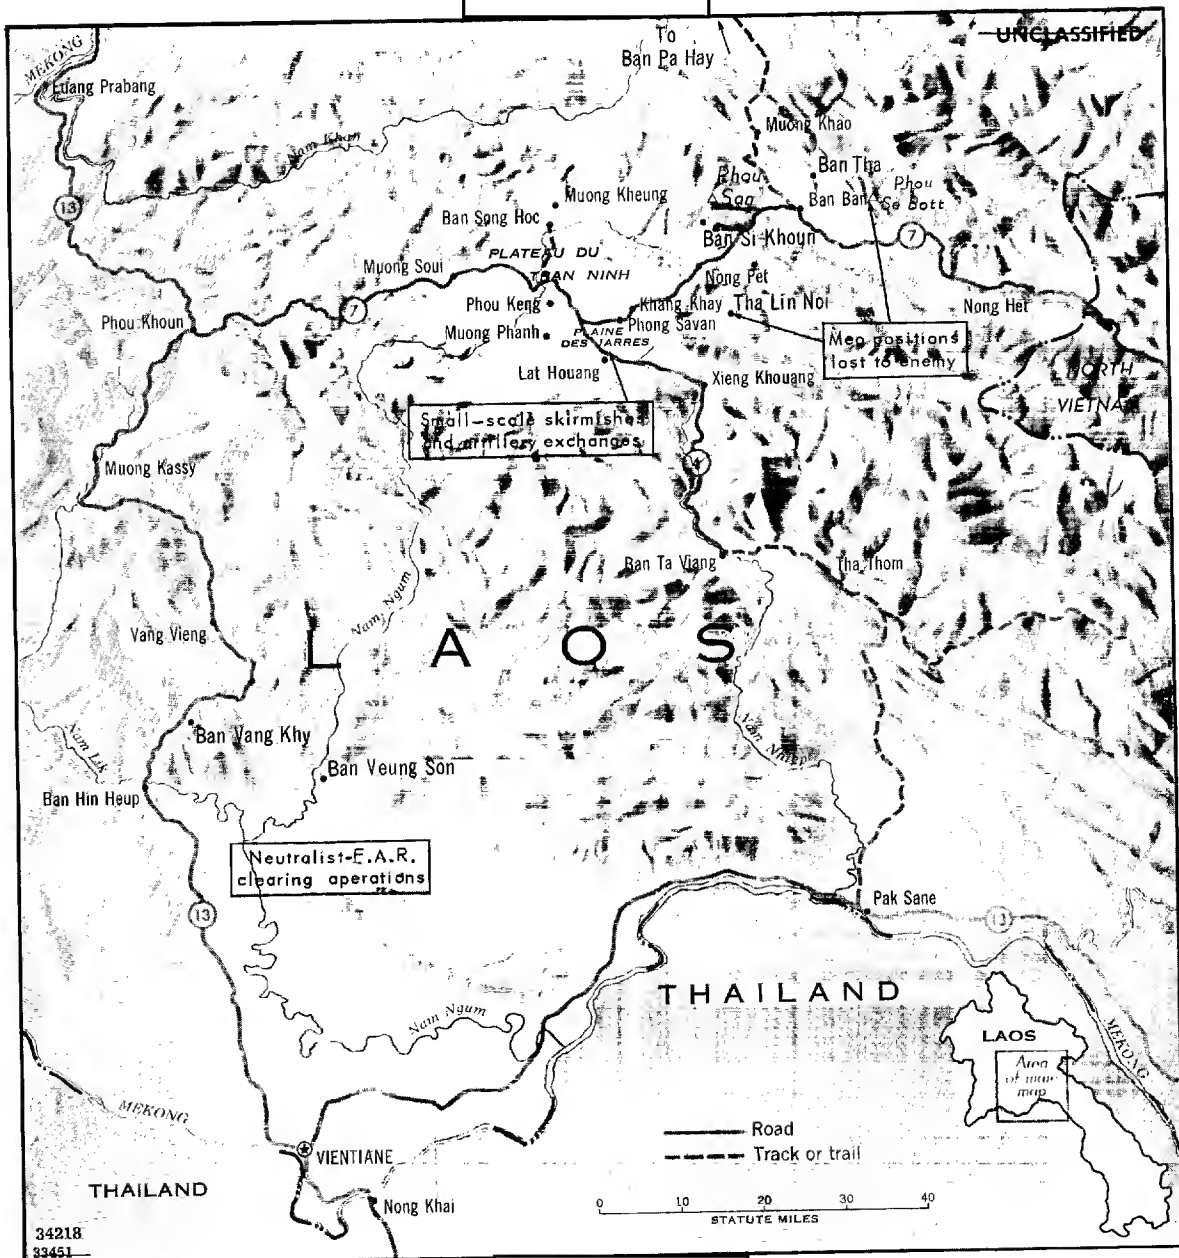 UNCLASSIFIED
To
Ban Pa Hay
MEKONG
Luang Prabang
Nam Khan
Muong Khao
Ban Tha
Phou
San
Phou
Sa Bott
Muong Kheung
Ban Ban
13
Ban Song Hoc
Ban Si Khoun
7
PLATEAU DU
TRAN NINH
Muong Soui
Nong Pet
Phou Keng
Khang Khay
Tha Lin Noi
Nong Het
7
Phou Khoun
Phong Savan
Muong Phanh
PLAINE
DES JARRES
Meo positions
lost to enemy
Lat Houang
Xieng Khouang
NORTH
VIETNAM
Small-scale skirmishes
and artillery exchanges
Muong Kassy
4
Ban Ta Viang
Tha Thom
Nam Ngum
Vang Vieng
LAOS
Nam Lik
Ban Vang Khy
Nam Nhiep
Ban Veung Son
Ban Hin Heup
Neutralist-F.A.R.
clearing operations
13
Pak Sane
13
THAILAND
Nam Ngum
MEKONG
LAOS
Area
of main
map
MEKONG
Road
Track or trail
VIENTIANE
THAILAND
Nong Khai
0 10 20 30 40
STATUTE MILES
34218
33451